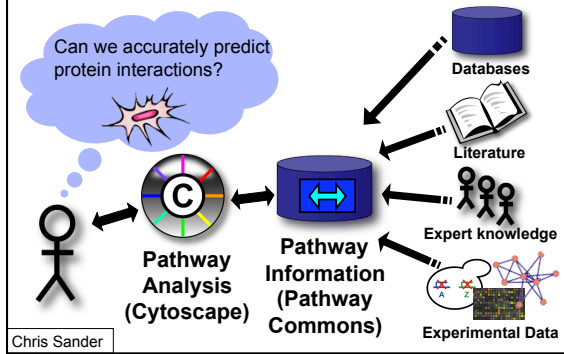 Can we accurately predict
protein interactions?
Databases
Literature
Expert knowledge
A Z
Experimental Data
C
Pathway
Analysis
(Cytoscape)
Pathway
Information
(Pathway
Commons)
Chris Sander